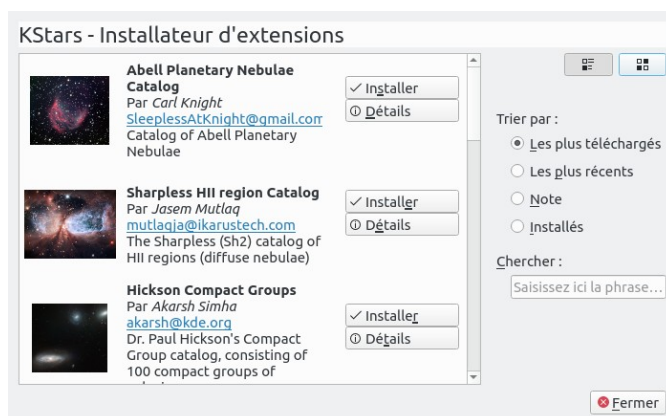 KStars - Installateur d'extensions
Abell Planetary Nebulae
Catalog
Par Carl Knight
SleeplessAtKnight@gmail.com
Catalog of Abell Planetary
Nebulae
Installer
Détails
Sharpless HII region Catalog
Par Jasem Mutlaq
mutlaqja@ikarustech.com
The Sharpless (Sh2) catalog of
HII regions (diffuse nebulae)
Installer
Détails
Hickson Compact Groups
Par Akarsh Simha
akarsh@kde.org
Dr. Paul Hickson's Compact
Group catalog, consisting of
100 compact groups of
Installer
Détails
Trier par :
Les plus téléchargés
Les plus récents
Note
Installés
Chercher :
Saisissez ici la phrase...
Fermer